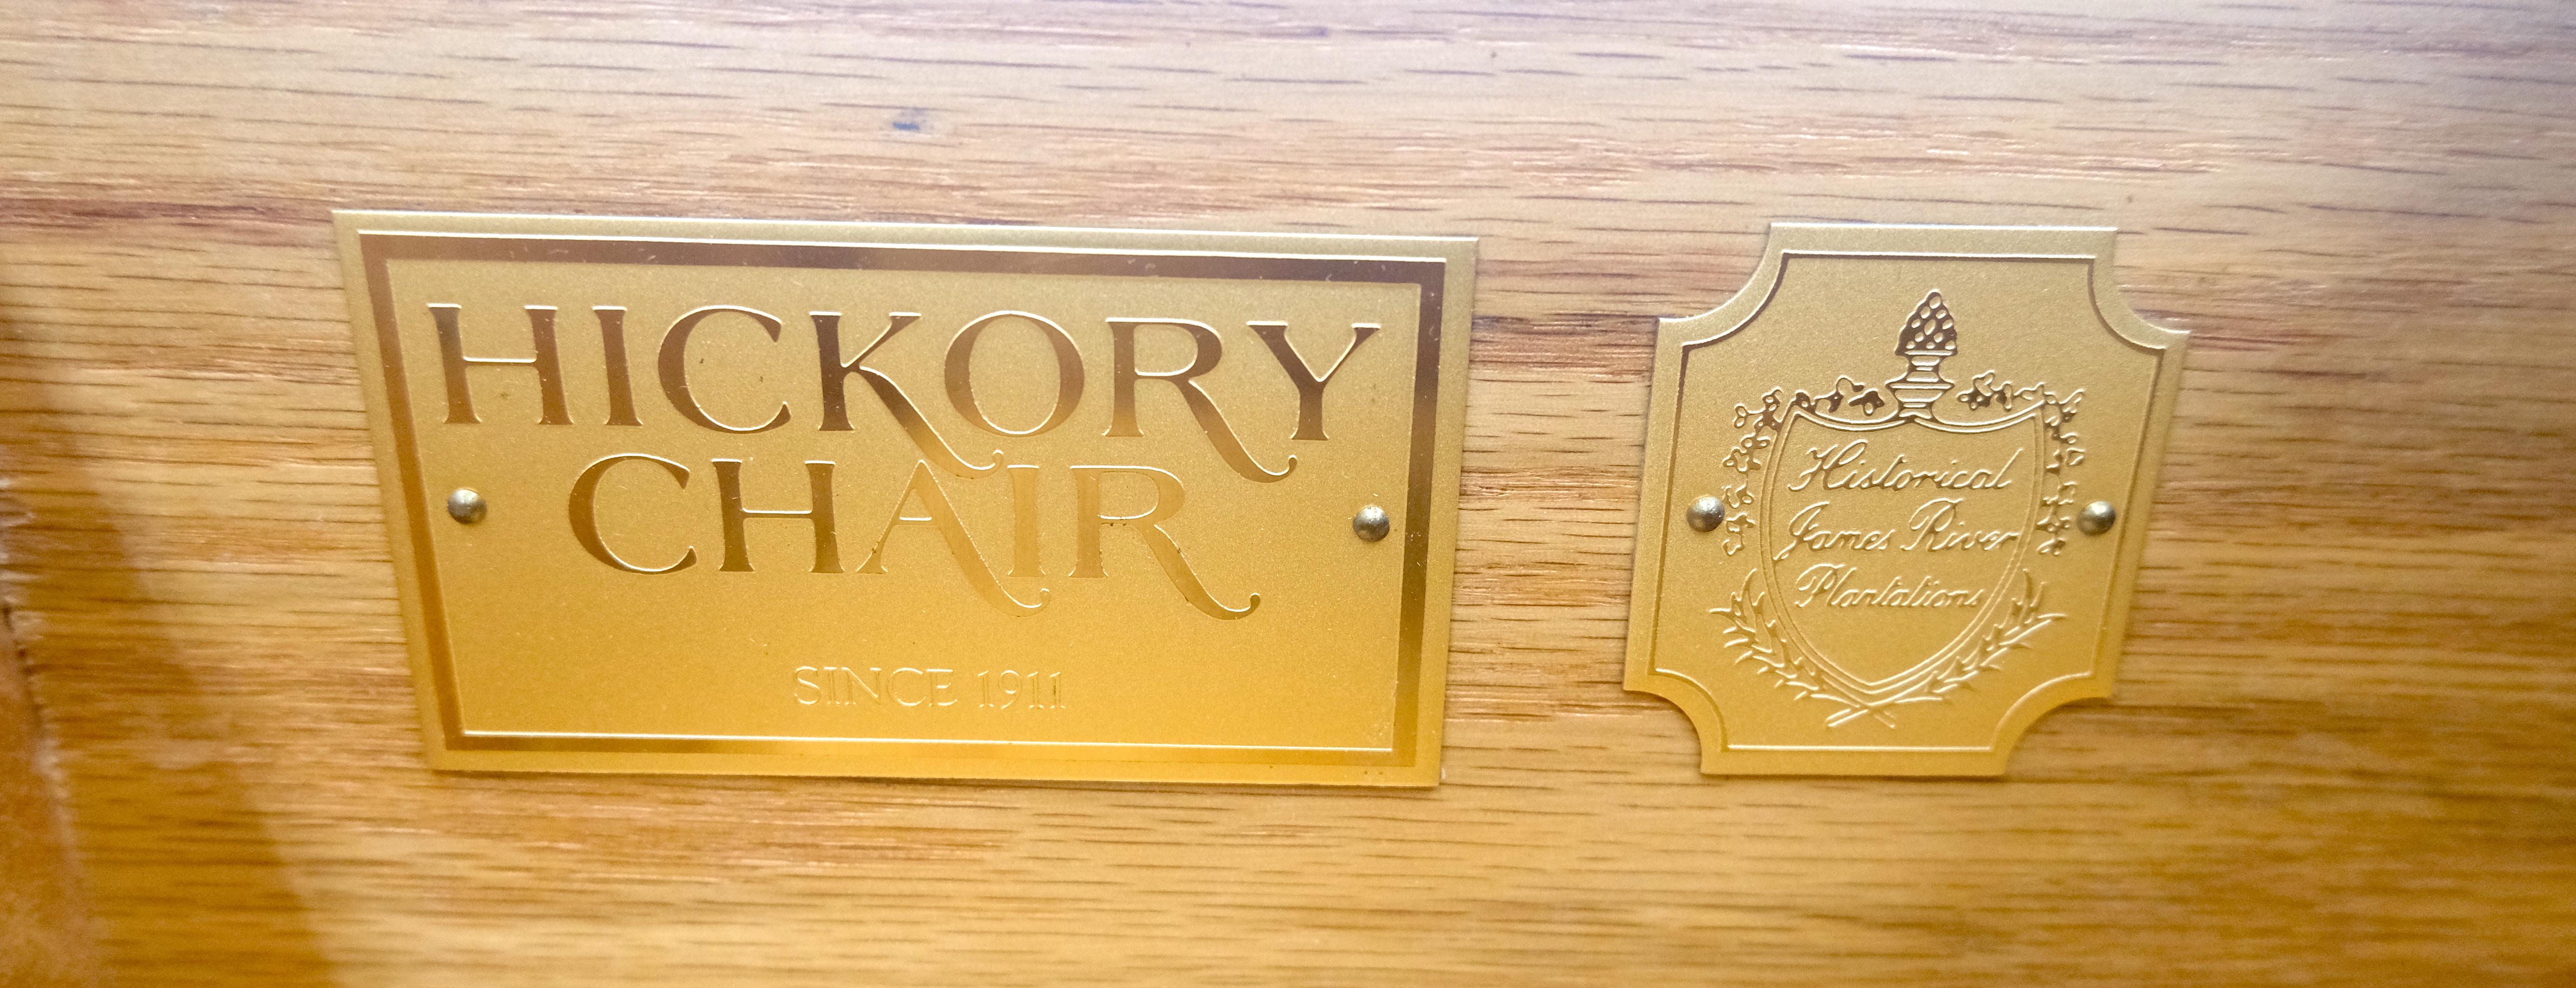 HICKORY
CHAIR
SINCE 1911
Historical
James River
Plantations